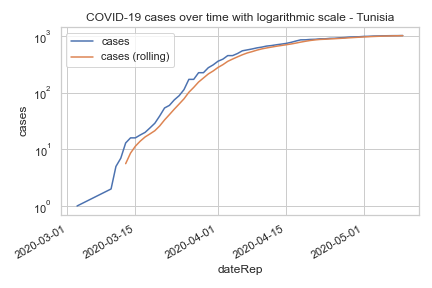 COVID-19 cases over time with logarithmic scale - Tunisia
cases
cases (rolling)
10³
10²
10¹
10⁰
cases
2020-03-01
2020-03-15
2020-04-01
2020-04-15
2020-05-01
dateRep